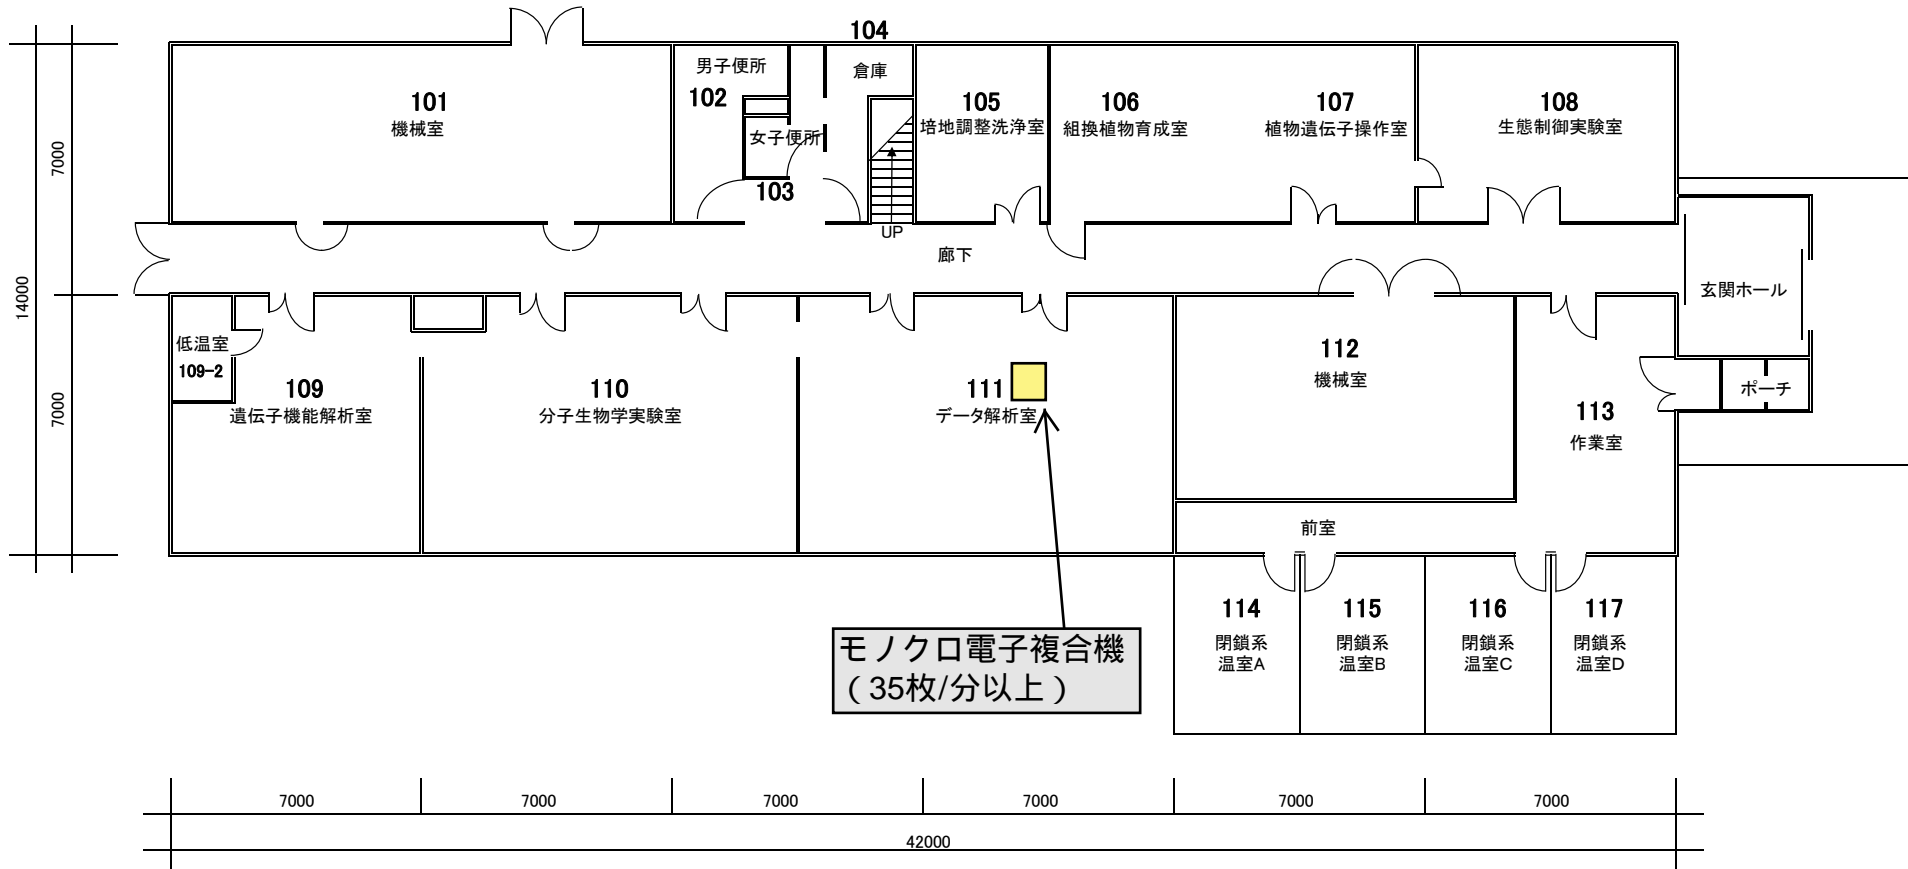 104
男子便所
倉庫
101
102
105
106
107
108
機械室
女子便所
培地調整洗浄室
組換植物育成室
植物遺伝子操作室
生態制御実験室
103
UP
廊下
玄関ホール
低温室
109-2
109
遺伝子機能解析室
110
分子生物学実験室
111
データ解析室
112
機械室
113
作業室
ポーチ
前室
114
閉鎖系
温室A
115
閉鎖系
温室B
116
閉鎖系
温室C
117
閉鎖系
温室D
モノクロ電子複合機
(35枚/分以上)
7000
14000
7000
7000
7000
7000
7000
7000
7000
42000